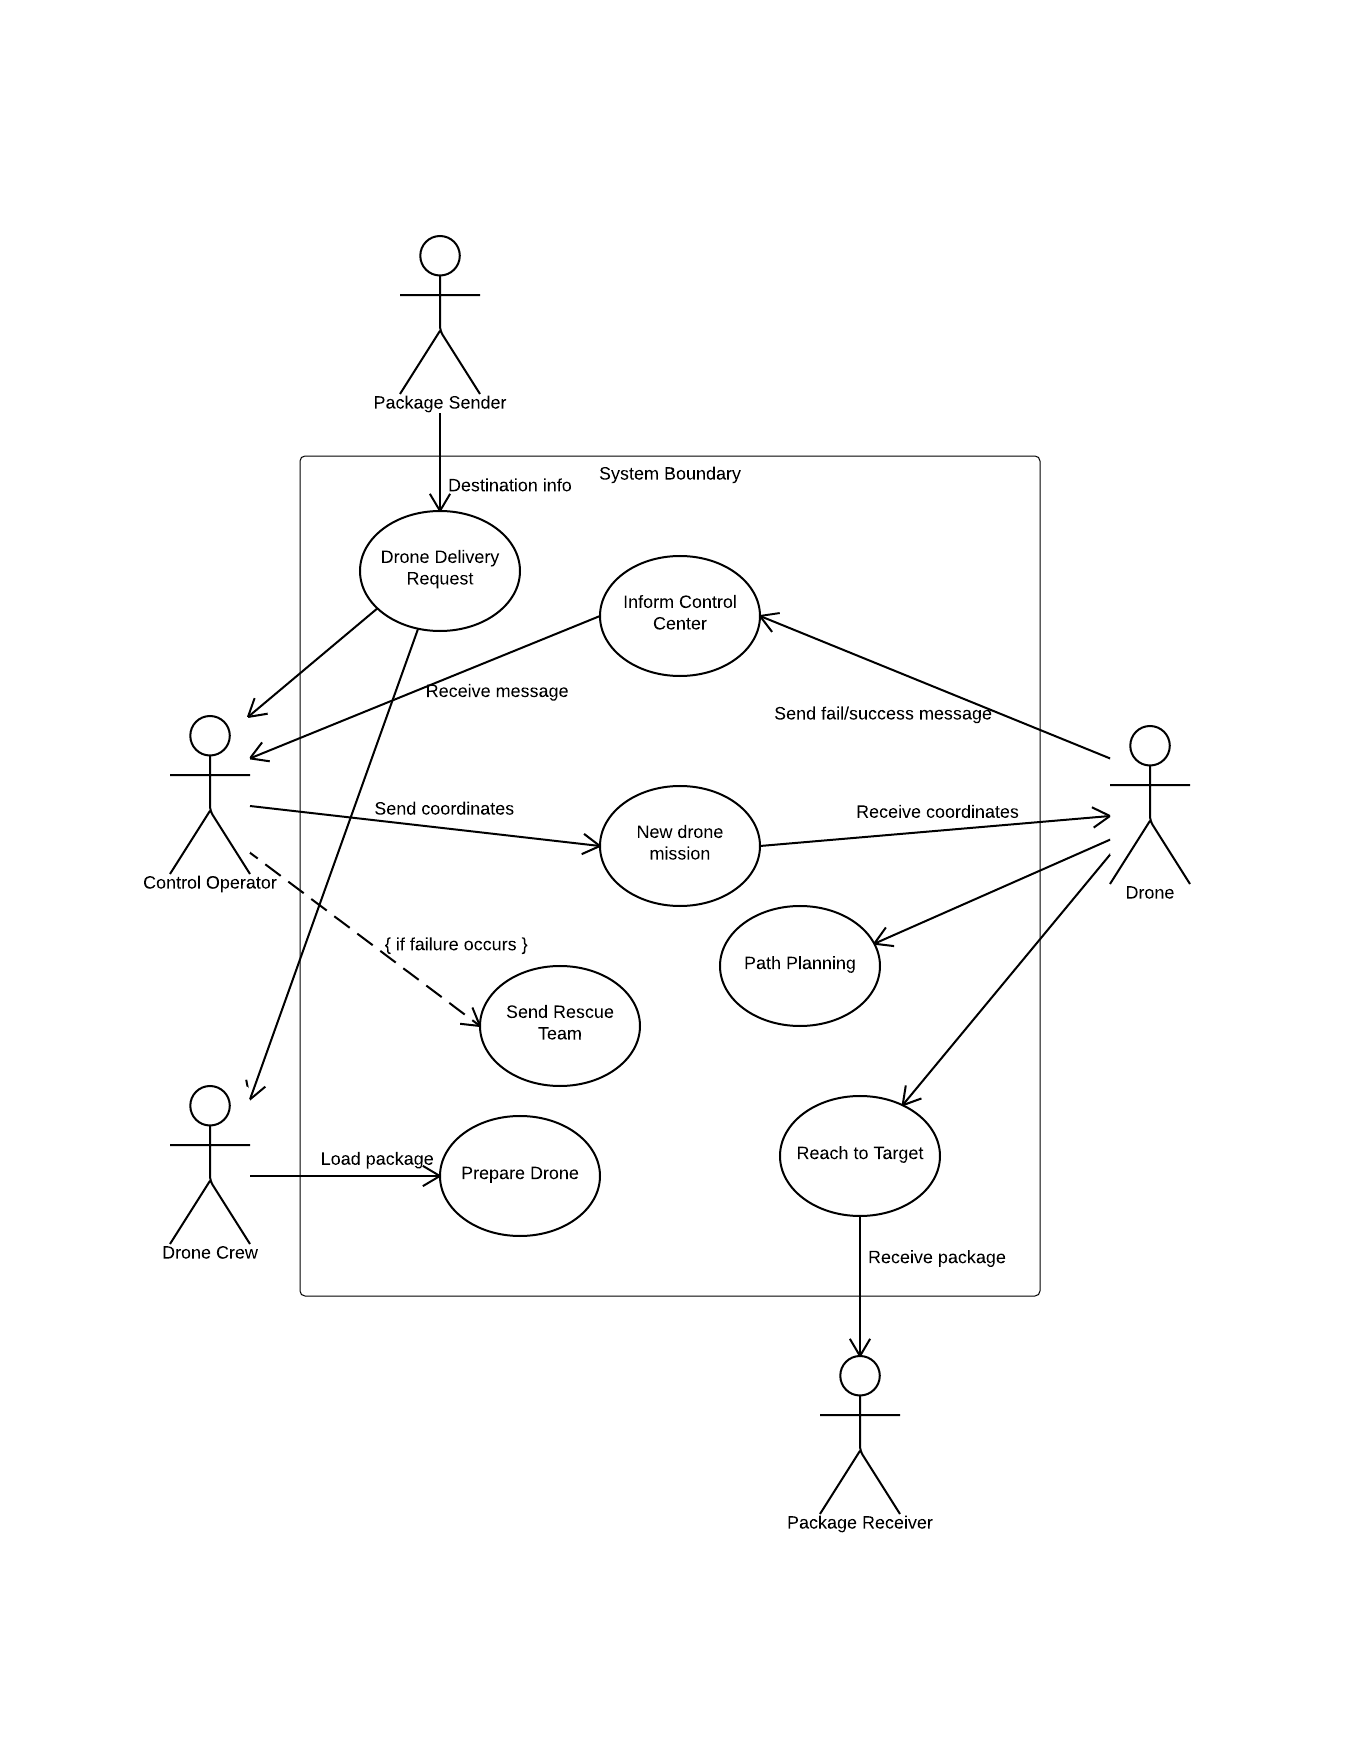 Package Sender
System Boundary
Destination info
Drone Delivery
Request
Inform Control
Center
Receive message
Send fail/success message
Send coordinates
Receive coordinates
New drone
mission
Control Operator
Drone
{ if failure occurs }
Path Planning
Send Rescue
Team
Load package
Prepare Drone
Reach to Target
Drone Crew
Receive package
Package Receiver